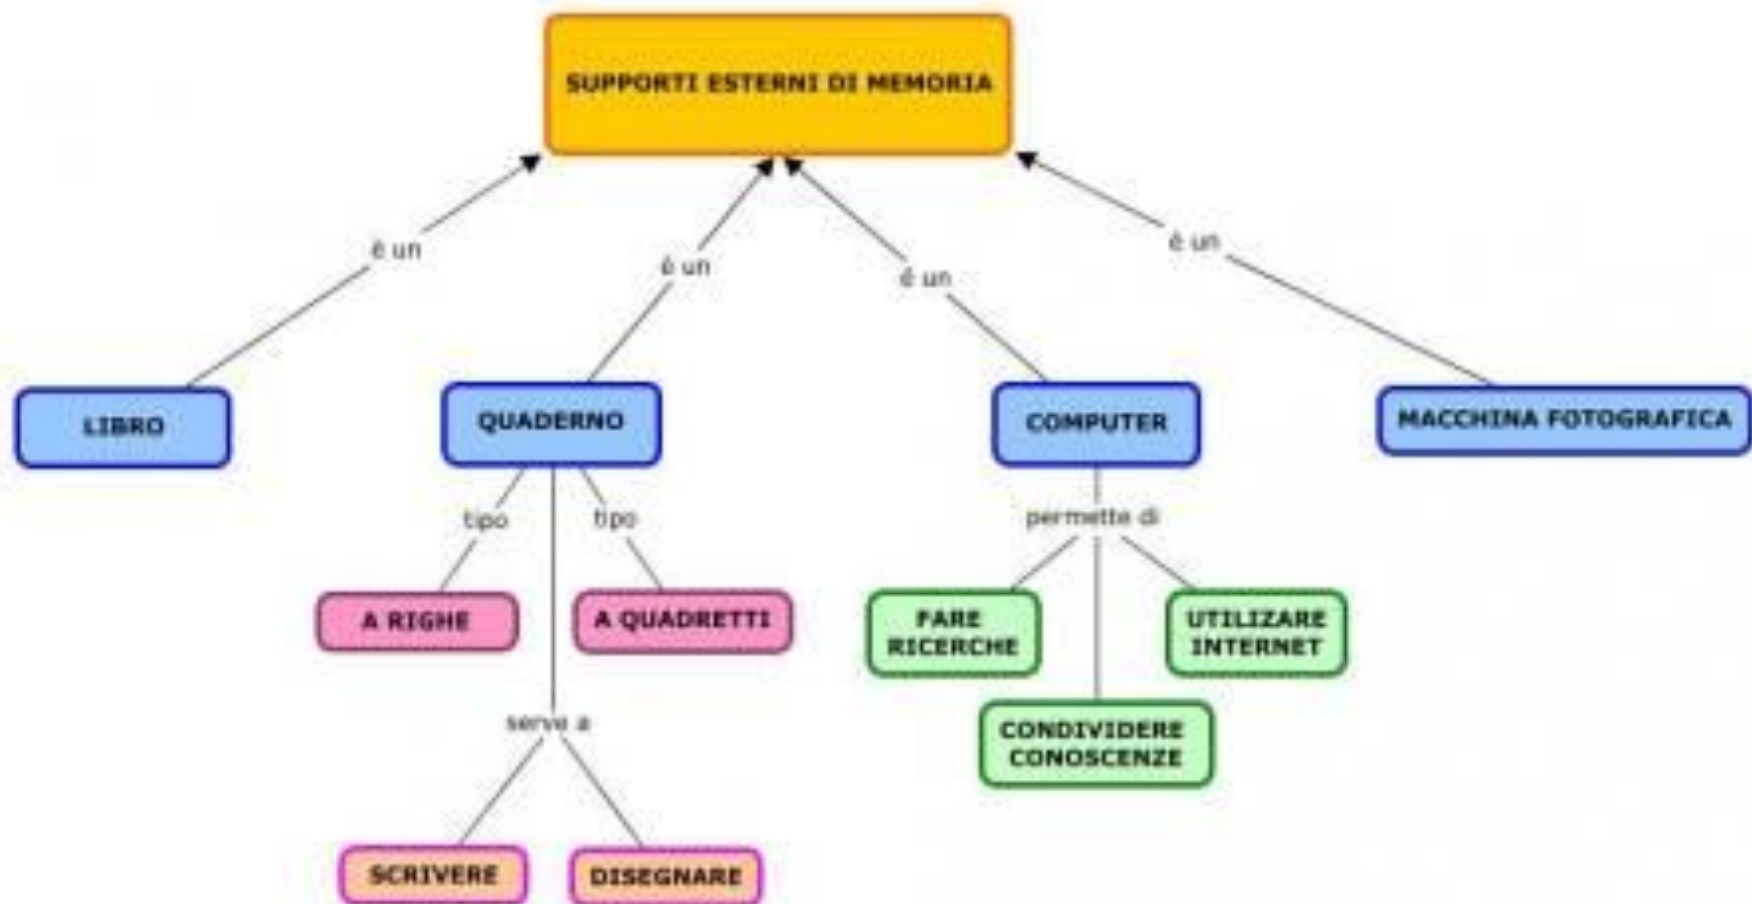 SUPPORTI ESTERNI DI MEMORIA
è un
è un
è un
è un
LIBRO
QUADERNO
COMPUTER
MACCHINA FOTOGRAFICA
tipo
tipo
permette di
A RIGHE
A QUADRETTI
FARE
RICERCHE
UTILIZARE
INTERNET
serve a
CONDIVIDERE
CONOSCENZE
SCRIVERE
DISEGNARE